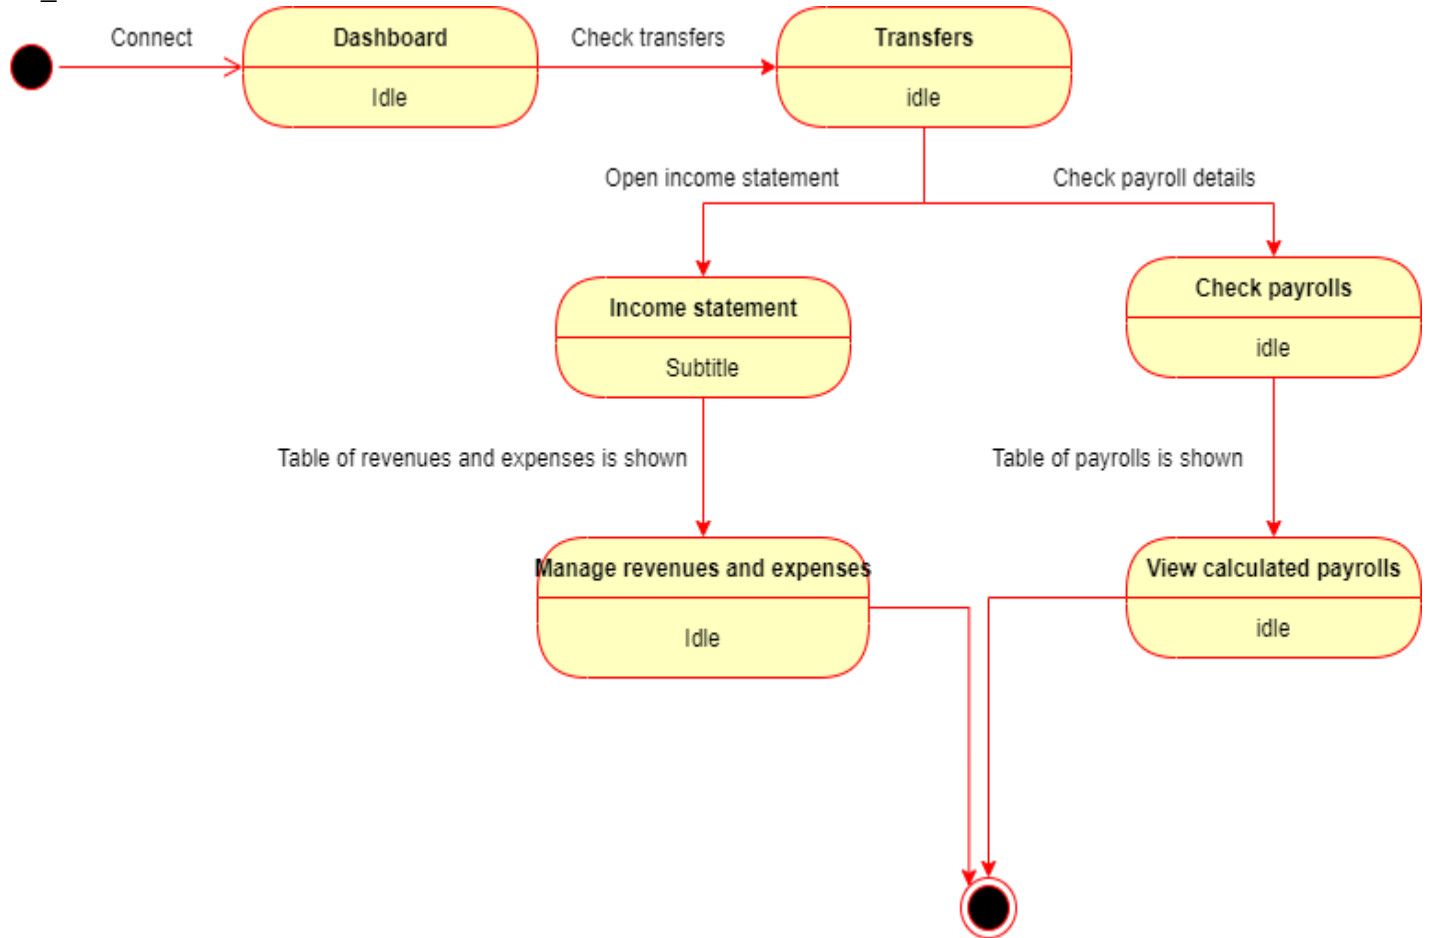 Connect
Dashboard
Check transfers
Transfers
Idle
idle
Open income statement
Check payroll details
Income statement
Check payrolls
Subtitle
idle
Table of revenues and expenses is shown
Table of payrolls is shown
Manage revenues and expenses
View calculated payrolls
Idle
idle